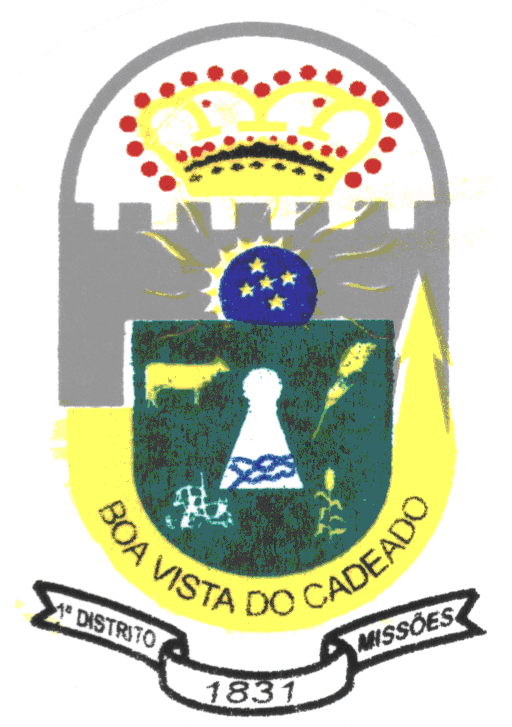 BOA VISTA DO CADEADO
1º DISTRITO
1831
MISSÕES